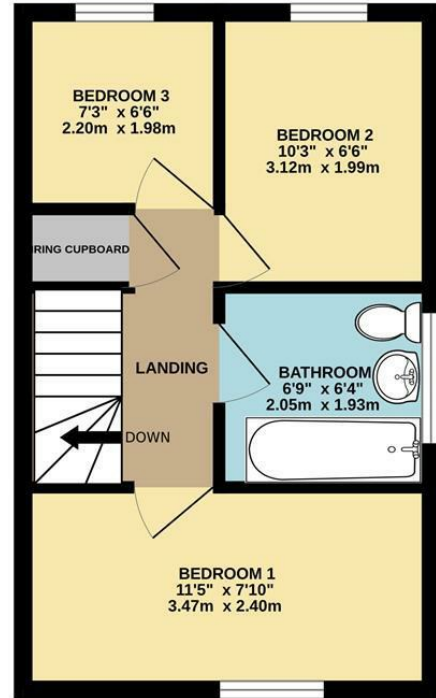 BEDROOM 3
7'3" x 6'6"
2.20m x 1.98m
BEDROOM 2
10'3" x 6'6"
3.12m x 1.99m
IRING CUPBOARD
LANDING
BATHROOM
6'9" x 6'4"
2.05m x 1.93m
DOWN
BEDROOM 1
11'5" x 7'10"
3.47m x 2.40m